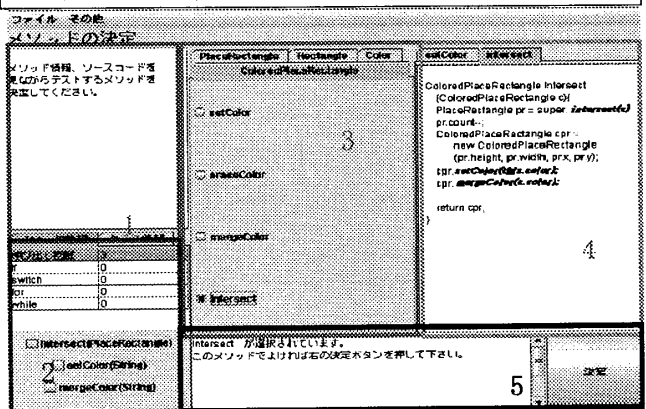 ファイル その他
メソッドの決定
メソッド情報、ソースコードを
見ながらテストするメソッドを
決定してください。
1
呼び出し回数 3
if 0
switch 0
for 0
while 0
intersect(PlaceRectangle)
setColor(String)
mergeColor(String)
2
PlaceRectangle Rectangle Color
ColoredPlaceRectangle
setColor
eraseColor
mergeColor
intersect
3
setColor intersect
ColoredPlaceRectangle intersect
(ColoredPlaceRectangle c){
PlaceRectangle pr = super.intersect(c)
pr.count--;
ColoredPlaceRectangle cpr =
new ColoredPlaceRectangle
(pr.height, pr.width, pr.x, pr.y);
cpr.setColor(this.color);
cpr.mergeColor(c.color);
return cpr;
}
4
intersect が選択されています。
このメソッドでよければ右の決定ボタンを押して下さい。
5
決定